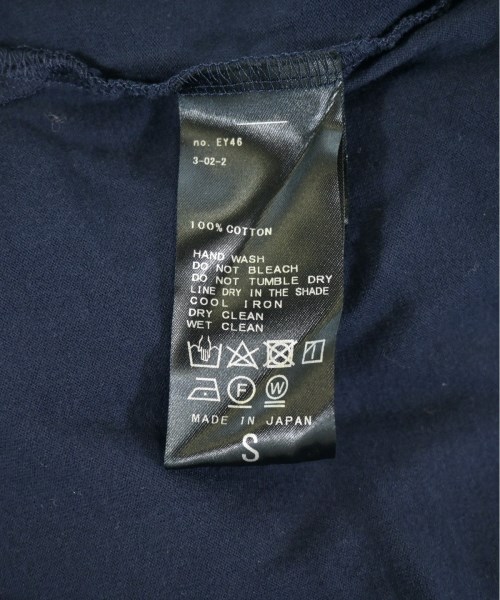 no. EY46
3-02-2
100% COTTON
HAND WASH
DO NOT BLEACH
DO NOT TUMBLE DRY
LINE DRY IN THE SHADE
COOL IRON
DRY CLEAN
WET CLEAN
F W
MADE IN JAPAN
S